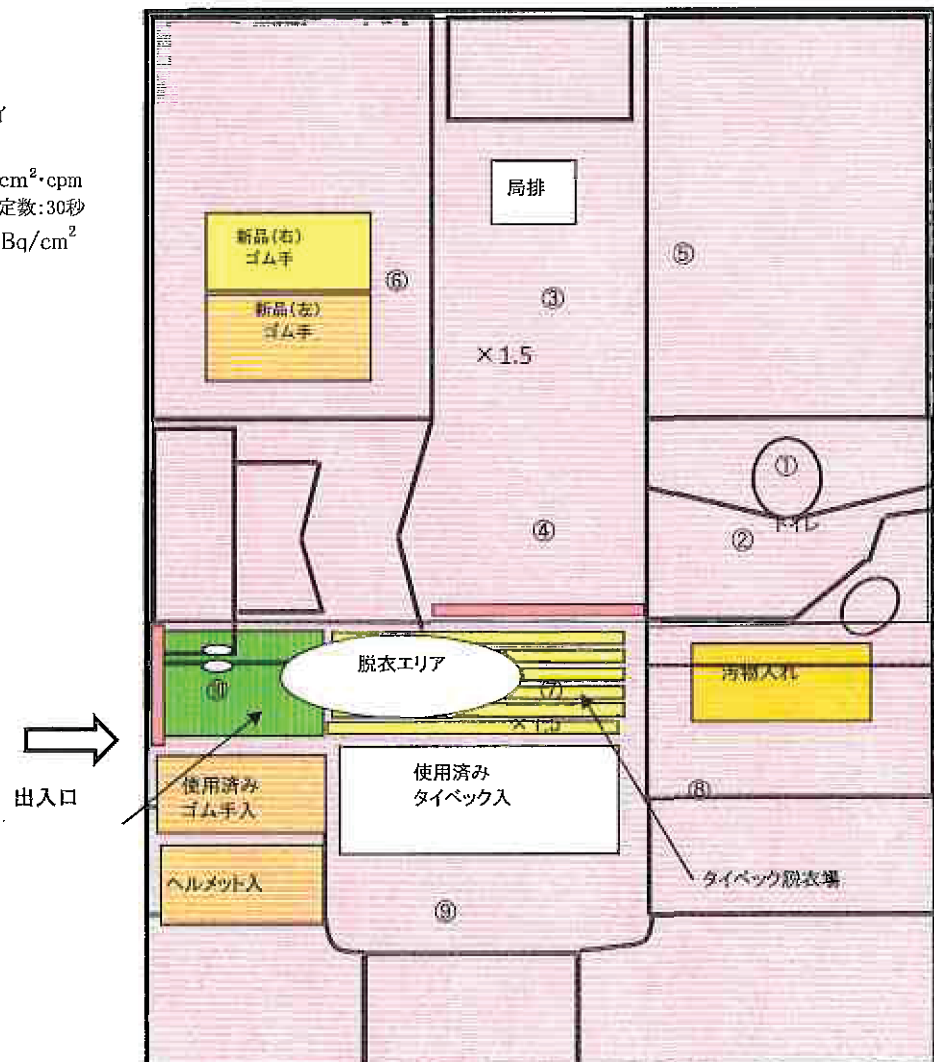 cm²・cpm
定数:30秒
Bq/cm²
局排
新品(右)
ゴム手
新品(左)
ゴム手
⑥
③
⑤
×1.5
①
トイレ
④
②
脱衣エリア
⑦
汚物入れ
出入口
使用済み
ゴム手入
使用済み
タイベック入
⑧
ヘルメット入
タイベック脱衣場
⑨